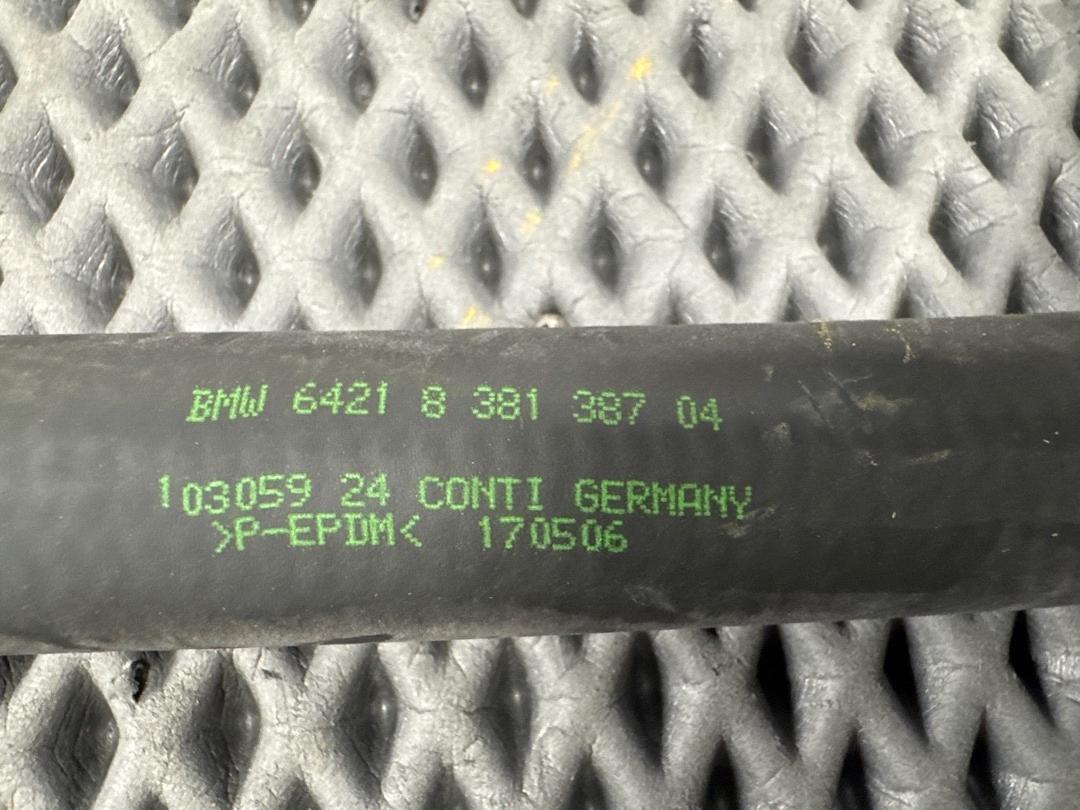 BMW 6421 8 381 387 04
103059 24 CONTI GERMANY
>P-EPDM< 170506